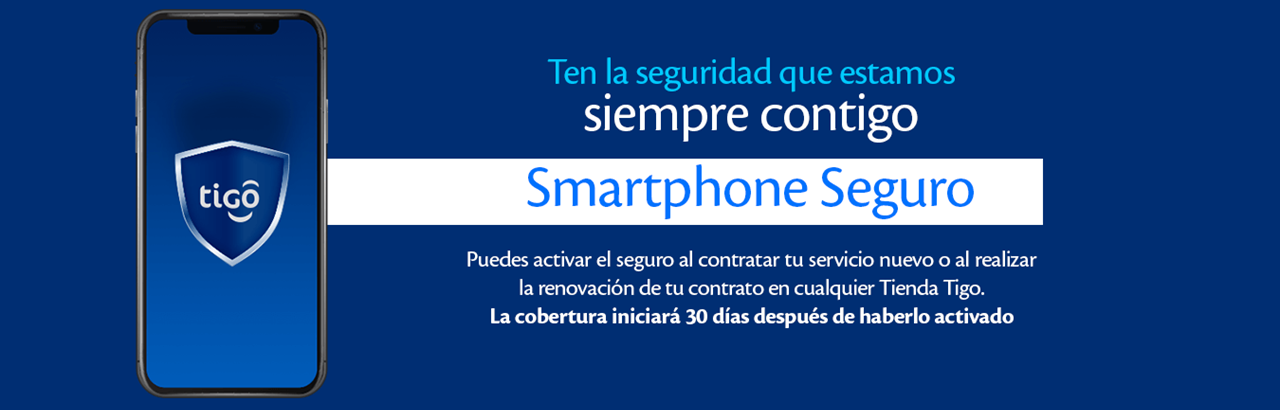 tigo
Ten la seguridad que estamos
siempre contigo
Smartphone Seguro
Puedes activar el seguro al contratar tu servicio nuevo o al realizar
la renovación de tu contrato en cualquier Tienda Tigo.
La cobertura iniciará 30 días después de haberlo activado